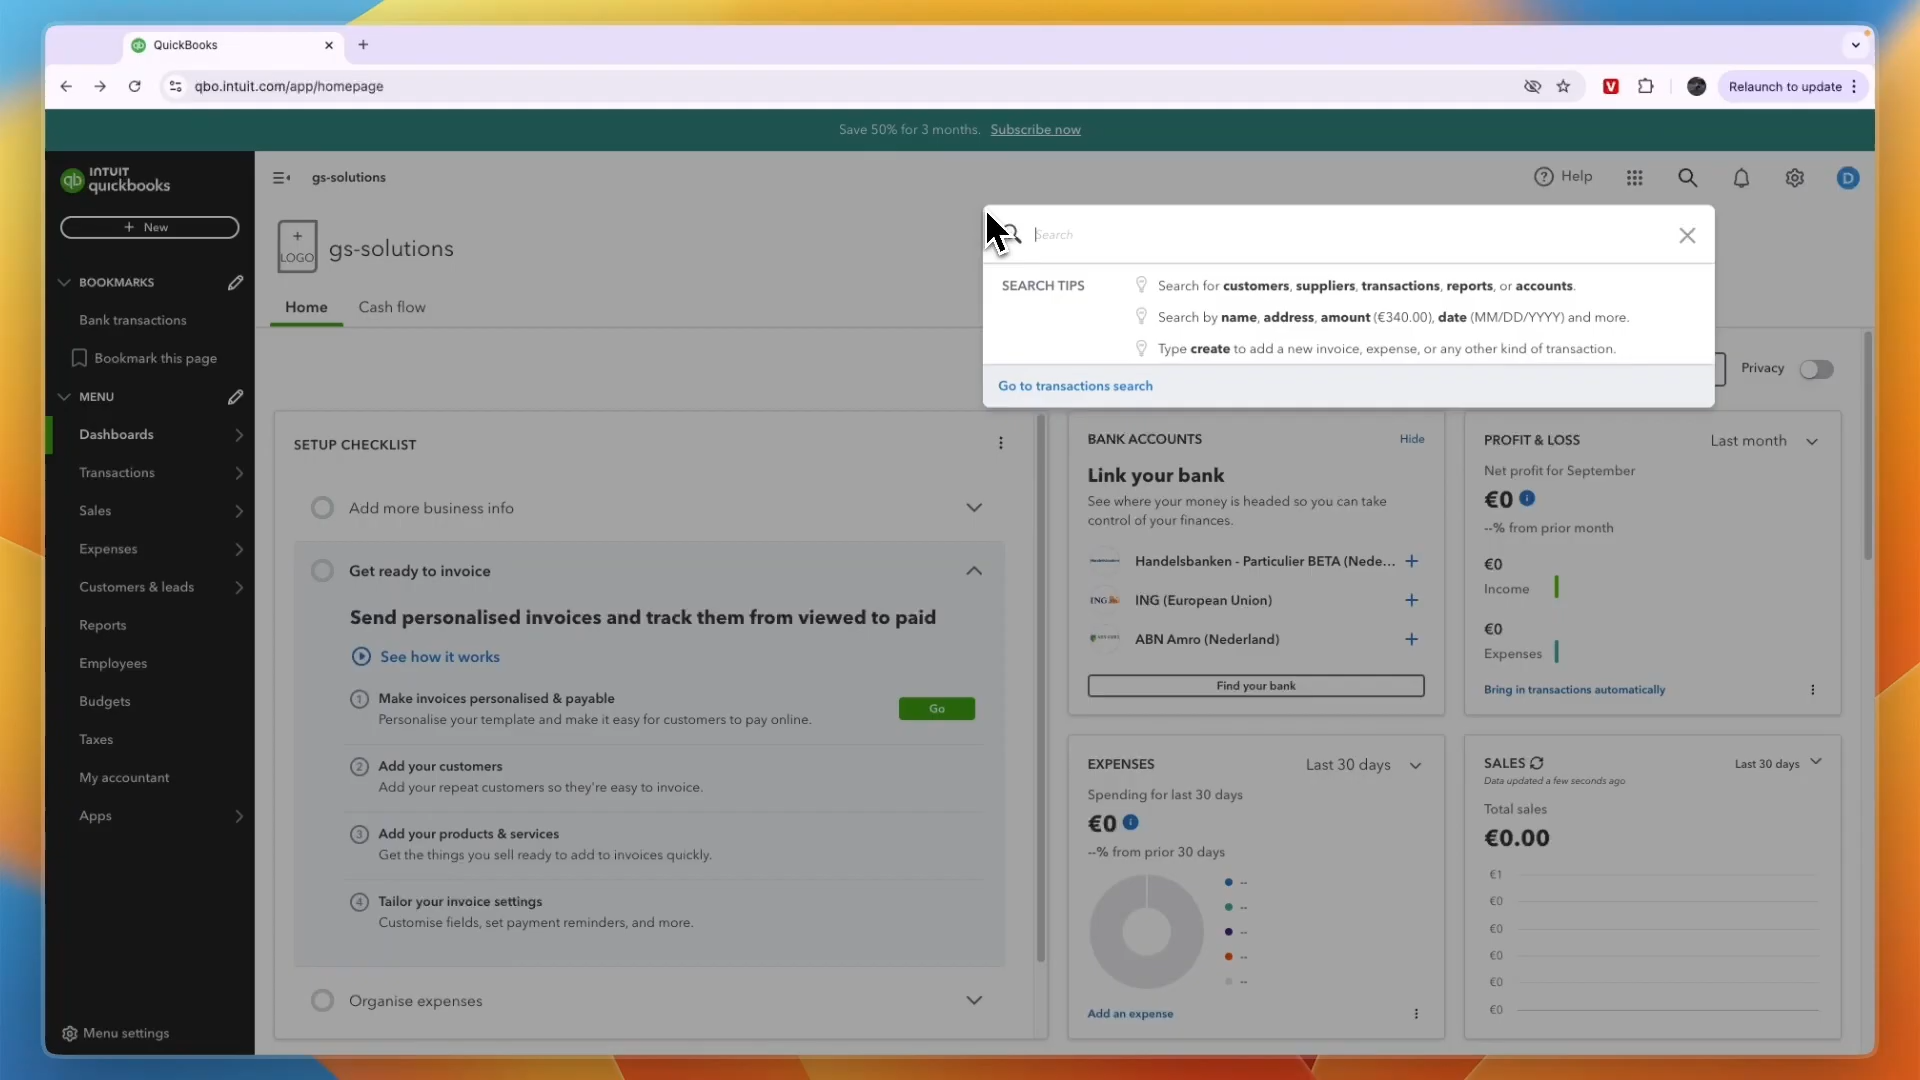 QuickBooks
qbo.intuit.com/app/homepage
Relaunch to update
Save 50% for 3 months. Subscribe now
INTUIT
quickbooks
gs-solutions
Help
+ New
+
LOGO
gs-solutions
Search
BOOKMARKS
SEARCH TIPS
Search for customers, suppliers, transactions, reports, or accounts.
Search by name, address, amount (€340.00), date (MM/DD/YYYY) and more.
Type create to add a new invoice, expense, or any other kind of transaction.
Go to transactions search
Home
Cash flow
Bank transactions
Bookmark this page
Privacy
MENU
Dashboards
Transactions
Sales
Expenses
Customers & leads
Reports
Employees
Budgets
Taxes
My accountant
Apps
Menu settings
SETUP CHECKLIST
Add more business info
Get ready to invoice
Send personalised invoices and track them from viewed to paid
See how it works
1 Make invoices personalised & payable
Personalise your template and make it easy for customers to pay online.
Go
2 Add your customers
Add your repeat customers so they're easy to invoice.
3 Add your products & services
Get the things you sell ready to add to invoices quickly.
4 Tailor your invoice settings
Customise fields, set payment reminders, and more.
Organise expenses
BANK ACCOUNTS
Hide
Link your bank
See where your money is headed so you can take
control of your finances.
Handelsbanken - Particulier BETA (Nede...
ING
ING (European Union)
ABN Amro (Nederland)
Find your bank
PROFIT & LOSS
Last month
Net profit for September
€0
--% from prior month
€0
Income
€0
Expenses
Bring in transactions automatically
EXPENSES
Last 30 days
Spending for last 30 days
€0
--% from prior 30 days
--
--
--
--
--
Add an expense
SALES
Last 30 days
Data updated a few seconds ago
Total sales
€0.00
€1
€0
€0
€0
€0
€0